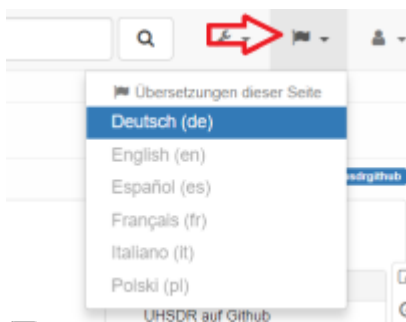 Übersetzungen dieser Seite
Deutsch (de)
English (en)
Español (es)
Français (fr)
Italiano (it)
Polski (pl)
UHSDR auf Github